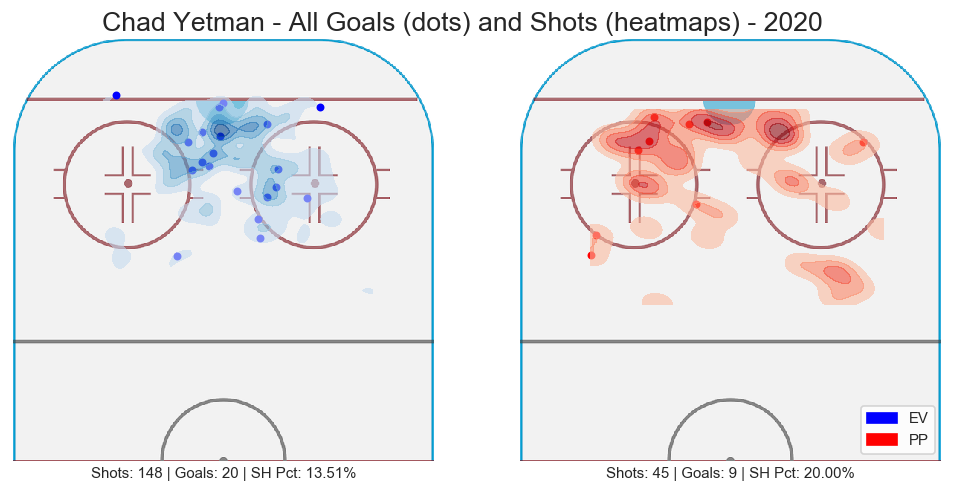 Chad Yetman - All Goals (dots) and Shots (heatmaps) - 2020
EV
PP
Shots: 148 | Goals: 20 | SH Pct: 13.51%
Shots: 45 | Goals: 9 | SH Pct: 20.00%